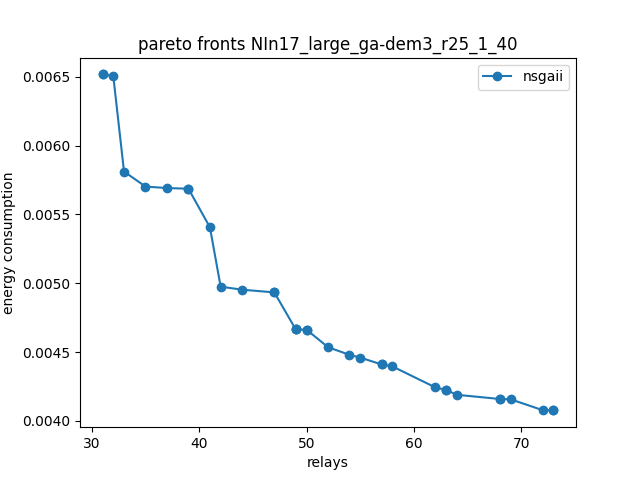 pareto fronts NIn17_large_ga-dem3_r25_1_40
nsgaii
0.0065
0.0060
0.0055
0.0050
0.0045
0.0040
energy consumption
30 40 50 60 70
relays